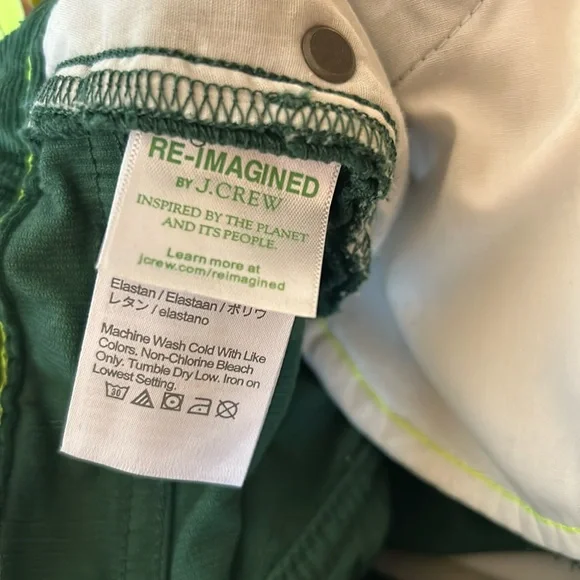 RE-IMAGINED
BY J.CREW
INSPIRED BY THE PLANET
AND ITS PEOPLE.
Learn more at
jcrew.com/reimagined
Elastan / Elastaan / ポリウ
レタン / elastano
Machine Wash Cold With Like
Colors. Non-Chlorine Bleach
Only. Tumble Dry Low. Iron on
Lowest Setting.
30